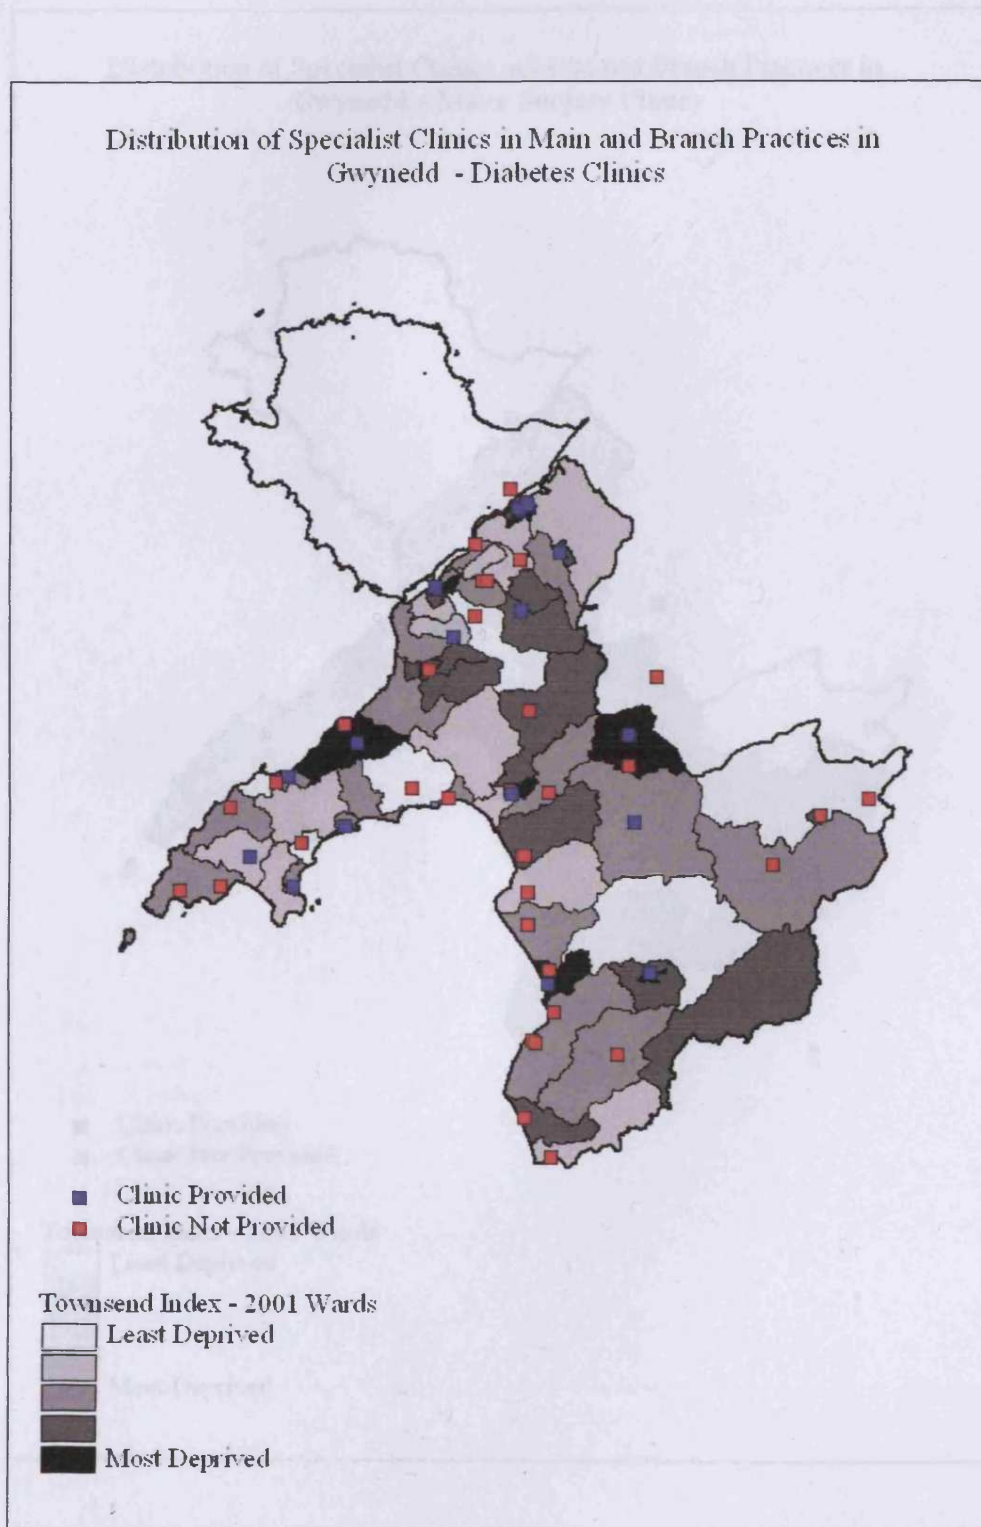 Distribution of Specialist Clinics in Main and Branch Practices in
Gwynedd - Diabetes Clinics
Clinic Provided
Clinic Not Provided
Townsend Index - 2001 Wards
Least Deprived
Most Deprived